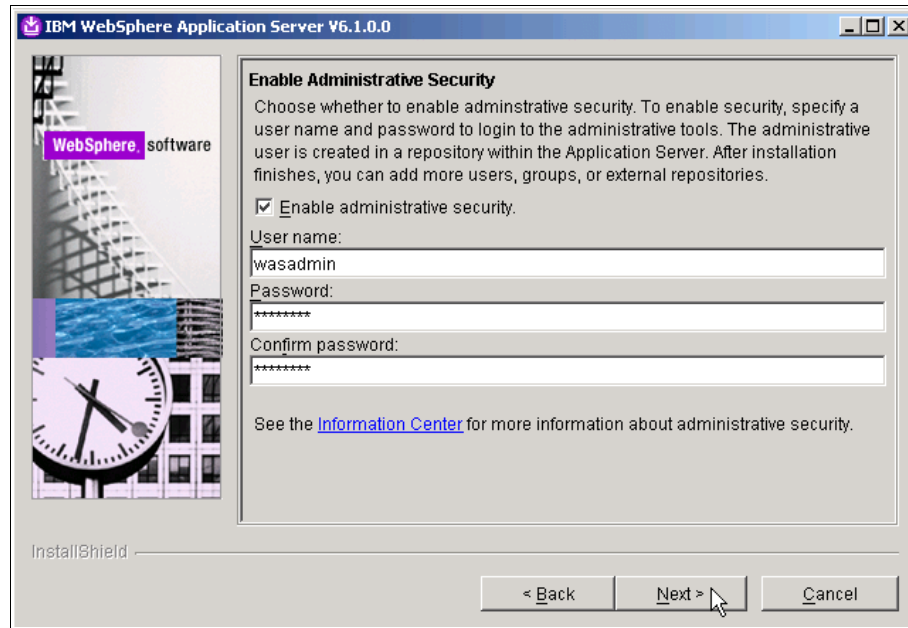 IBM WebSphere Application Server V6.1.0.0
WebSphere. software
Enable Administrative Security
Choose whether to enable adminstrative security. To enable security, specify a
user name and password to login to the administrative tools. The administrative
user is created in a repository within the Application Server. After installation
finishes, you can add more users, groups, or external repositories.
Enable administrative security.
User name:
wasadmin
Password:
********
Confirm password:
********
See the Information Center for more information about administrative security.
InstallShield
< Back
Next >
Cancel